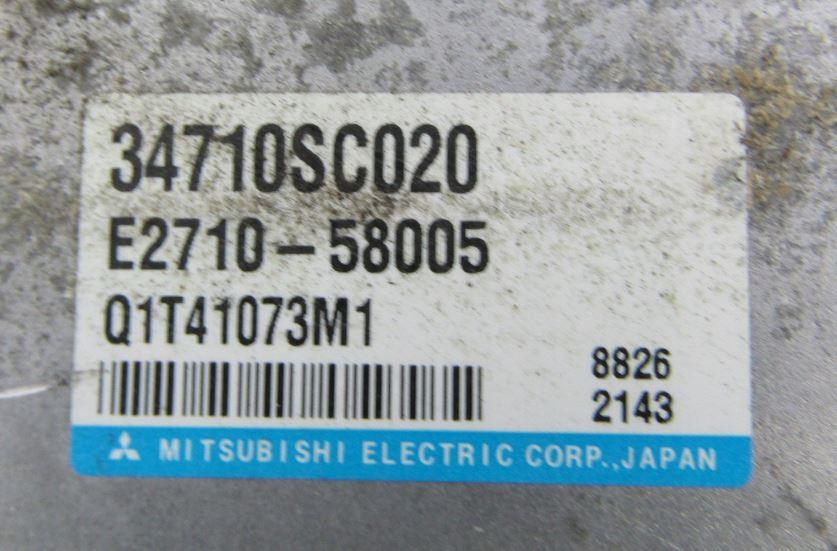 34710SC020
E2710-58005
Q1T41073M1
8826
2143
MITSUBISHI ELECTRIC CORP.,JAPAN